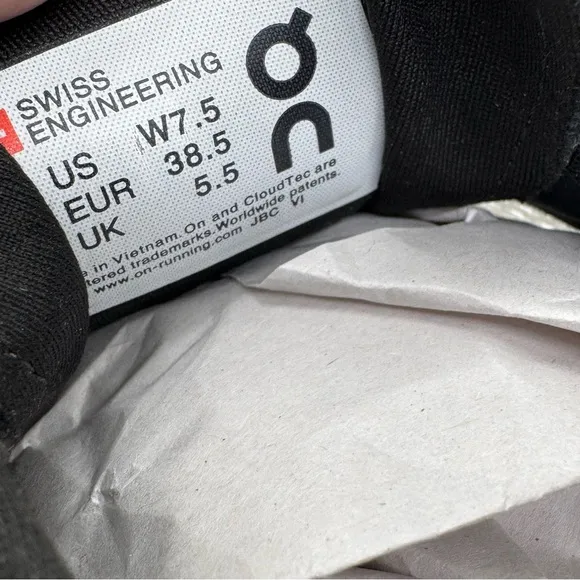 SWISS
ENGINEERING
US W7.5
EUR 38.5
UK 5.5
in Vietnam. On and CloudTec are
trademarks. Worldwide patents.
www.on-running.com JBC VI
On